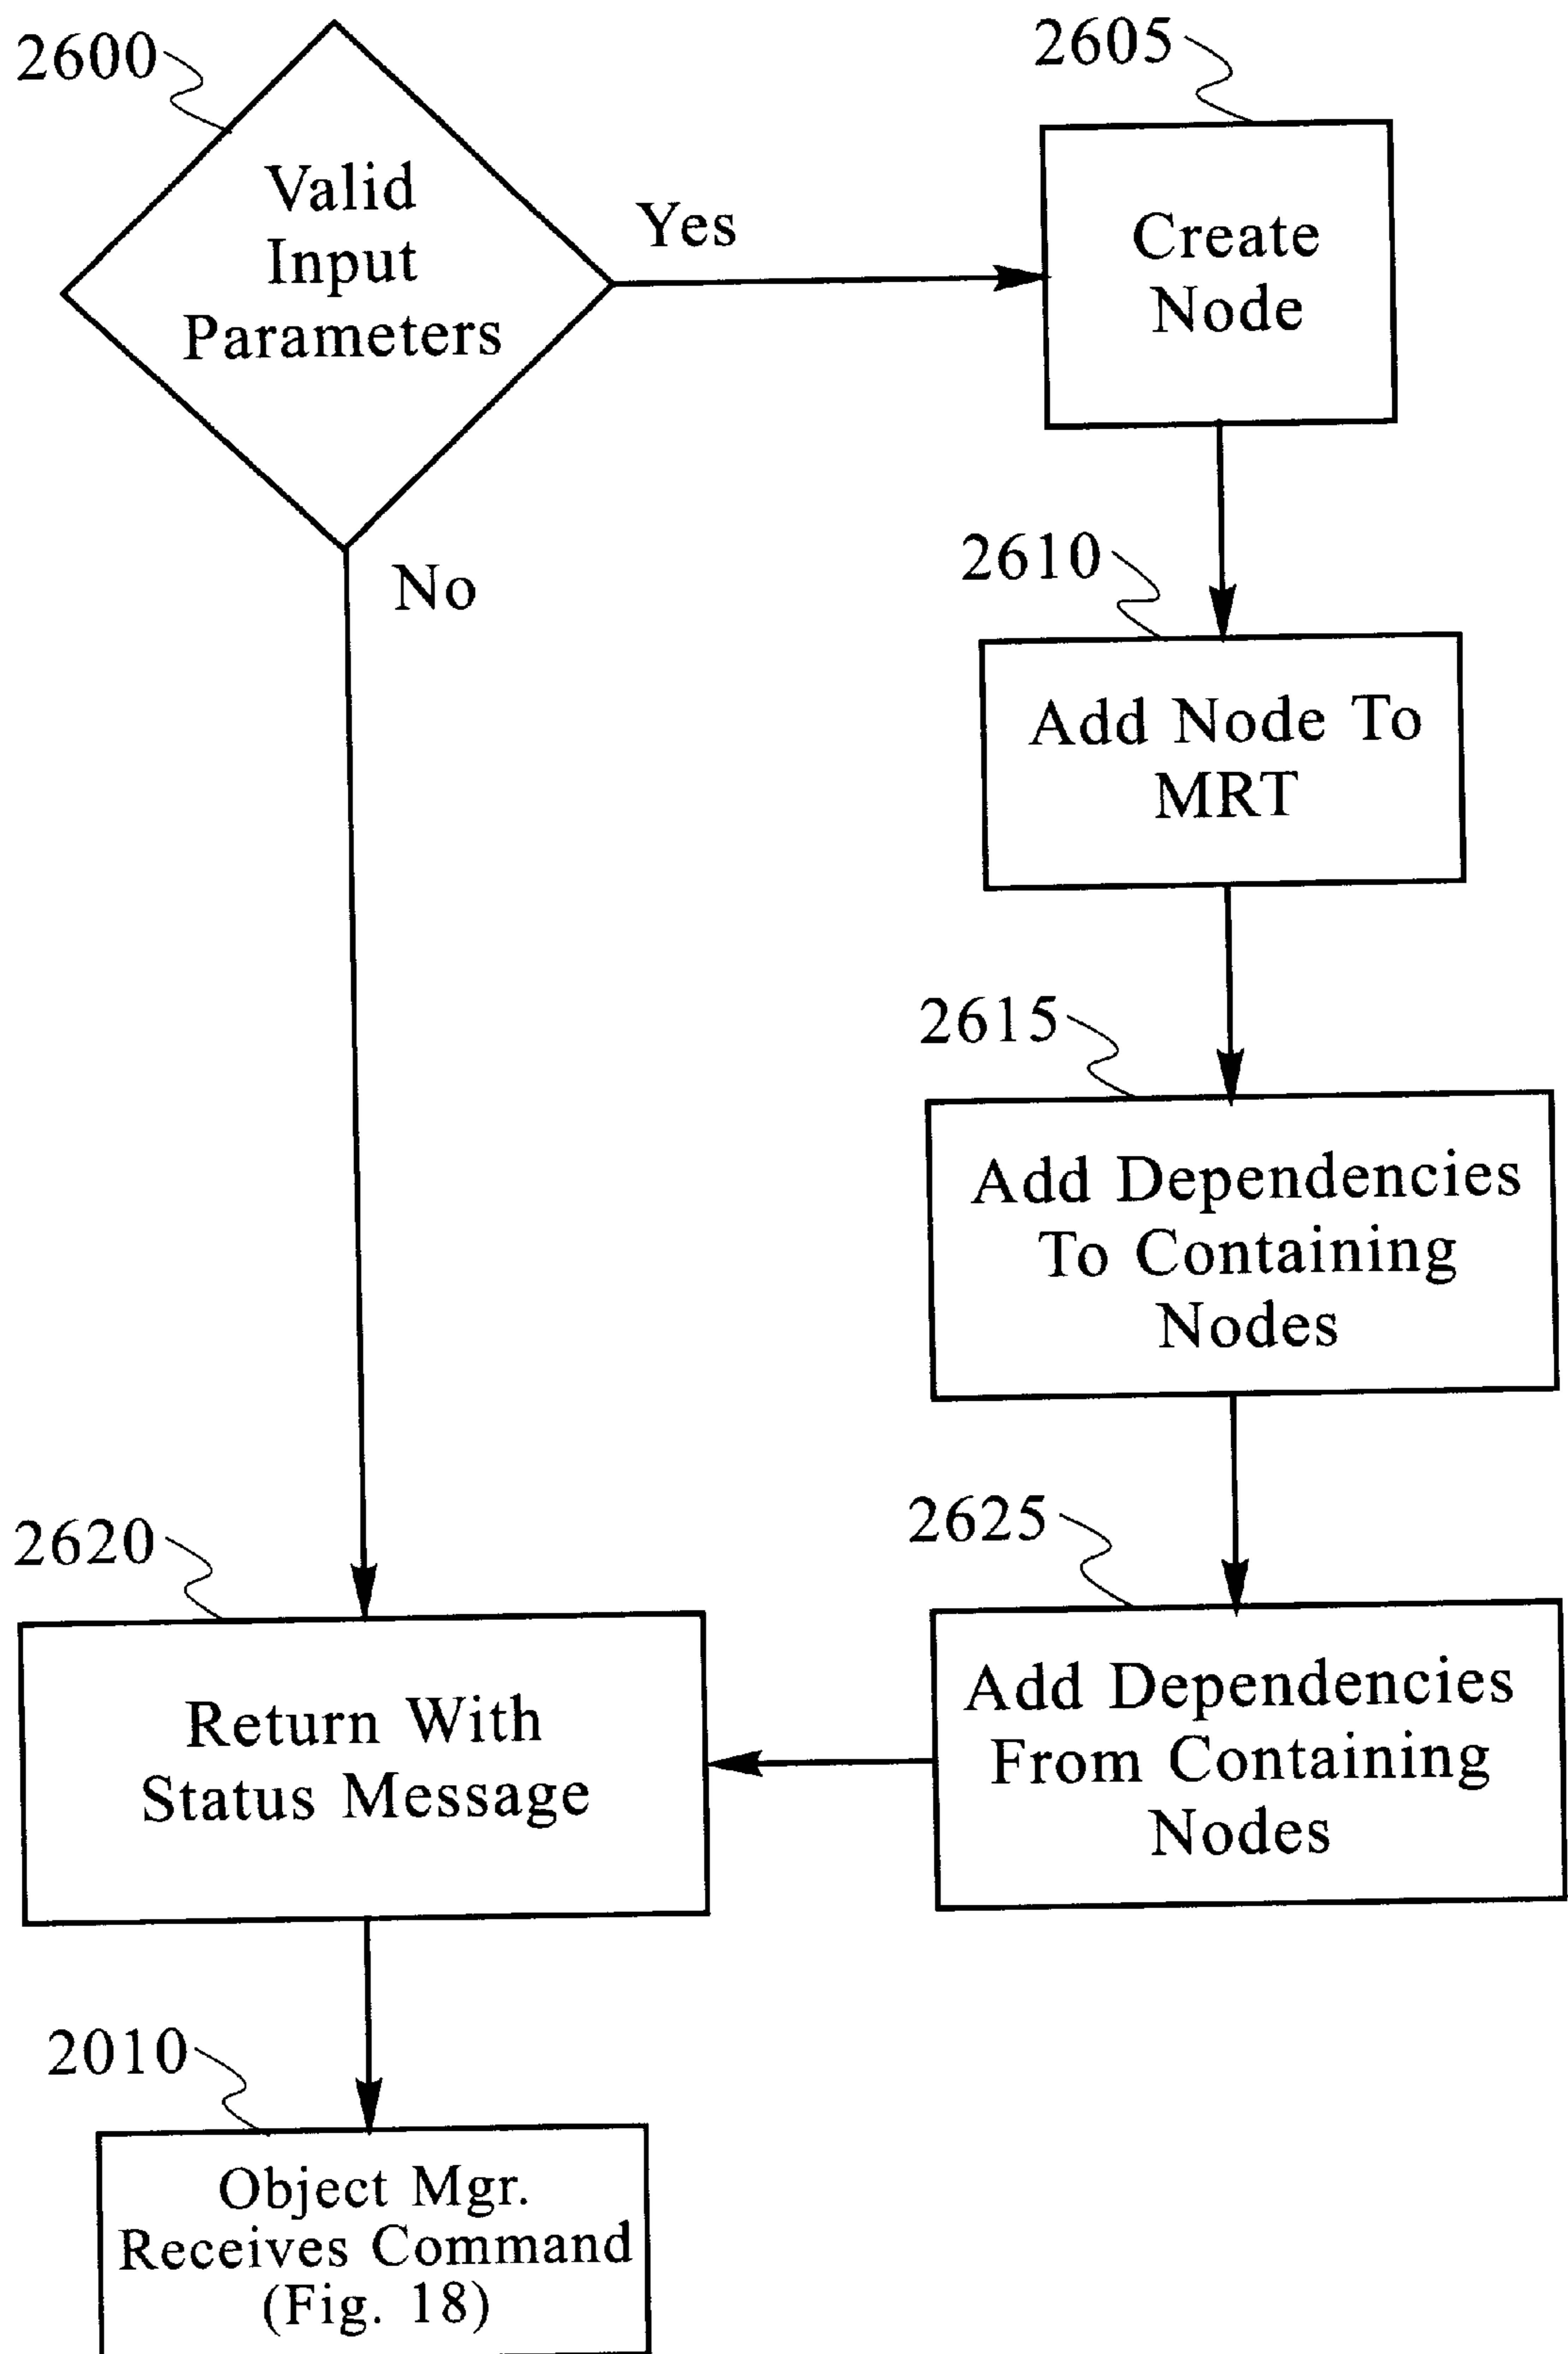 2600
Valid
Input
Parameters
Yes
No
2605
Create
Node
2610
Add Node To
MRT
2615
Add Dependencies
To Containing
Nodes
2625
Add Dependencies
From Containing
Nodes
2620
Return With
Status Message
2010
Object Mgr.
Receives Command
(Fig. 18)